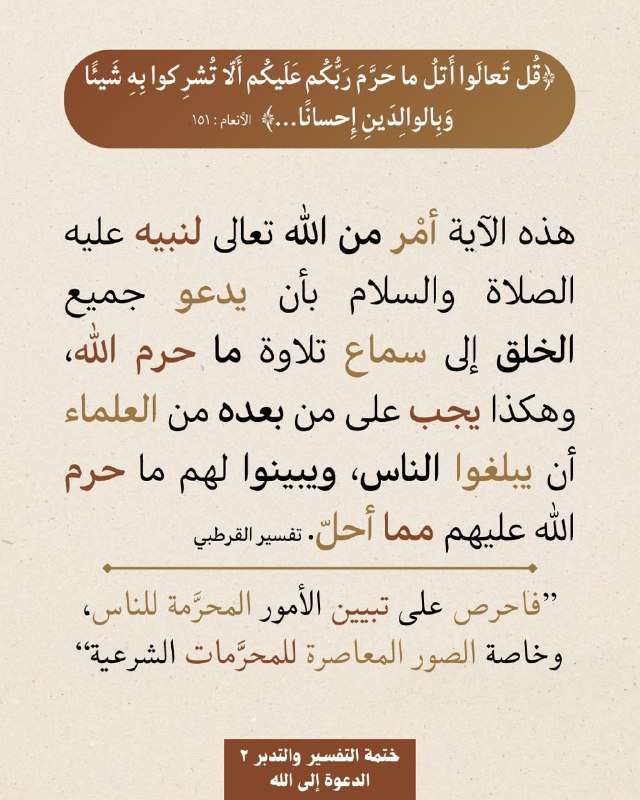 ﴿قُل تَعالَوا أَتلُ ما حَرَّمَ رَبُّكُم عَلَيكُم أَلّا تُشرِكوا بِهِ شَيئًا
وَبِالوالِدَينِ إِحسانًا...﴾ الأنعام : ١٥١
هذه الآية أمْر من الله تعالى لنبيه عليه
الصلاة والسلام بأن يدعو جميع
الخلق إلى سماع تلاوة ما حرم الله،
وهكذا يجب على من بعده من العلماء
أن يبلغوا الناس، ويبينوا لهم ما حرم
الله عليهم مما أحلّ. تفسير القرطبي
”فاحرص على تبيين الأمور المحرَّمة للناس،
وخاصة الصور المعاصرة للمحرَّمات الشرعية“
ختمة التفسير والتدبر ٢
الدعوة إلى الله